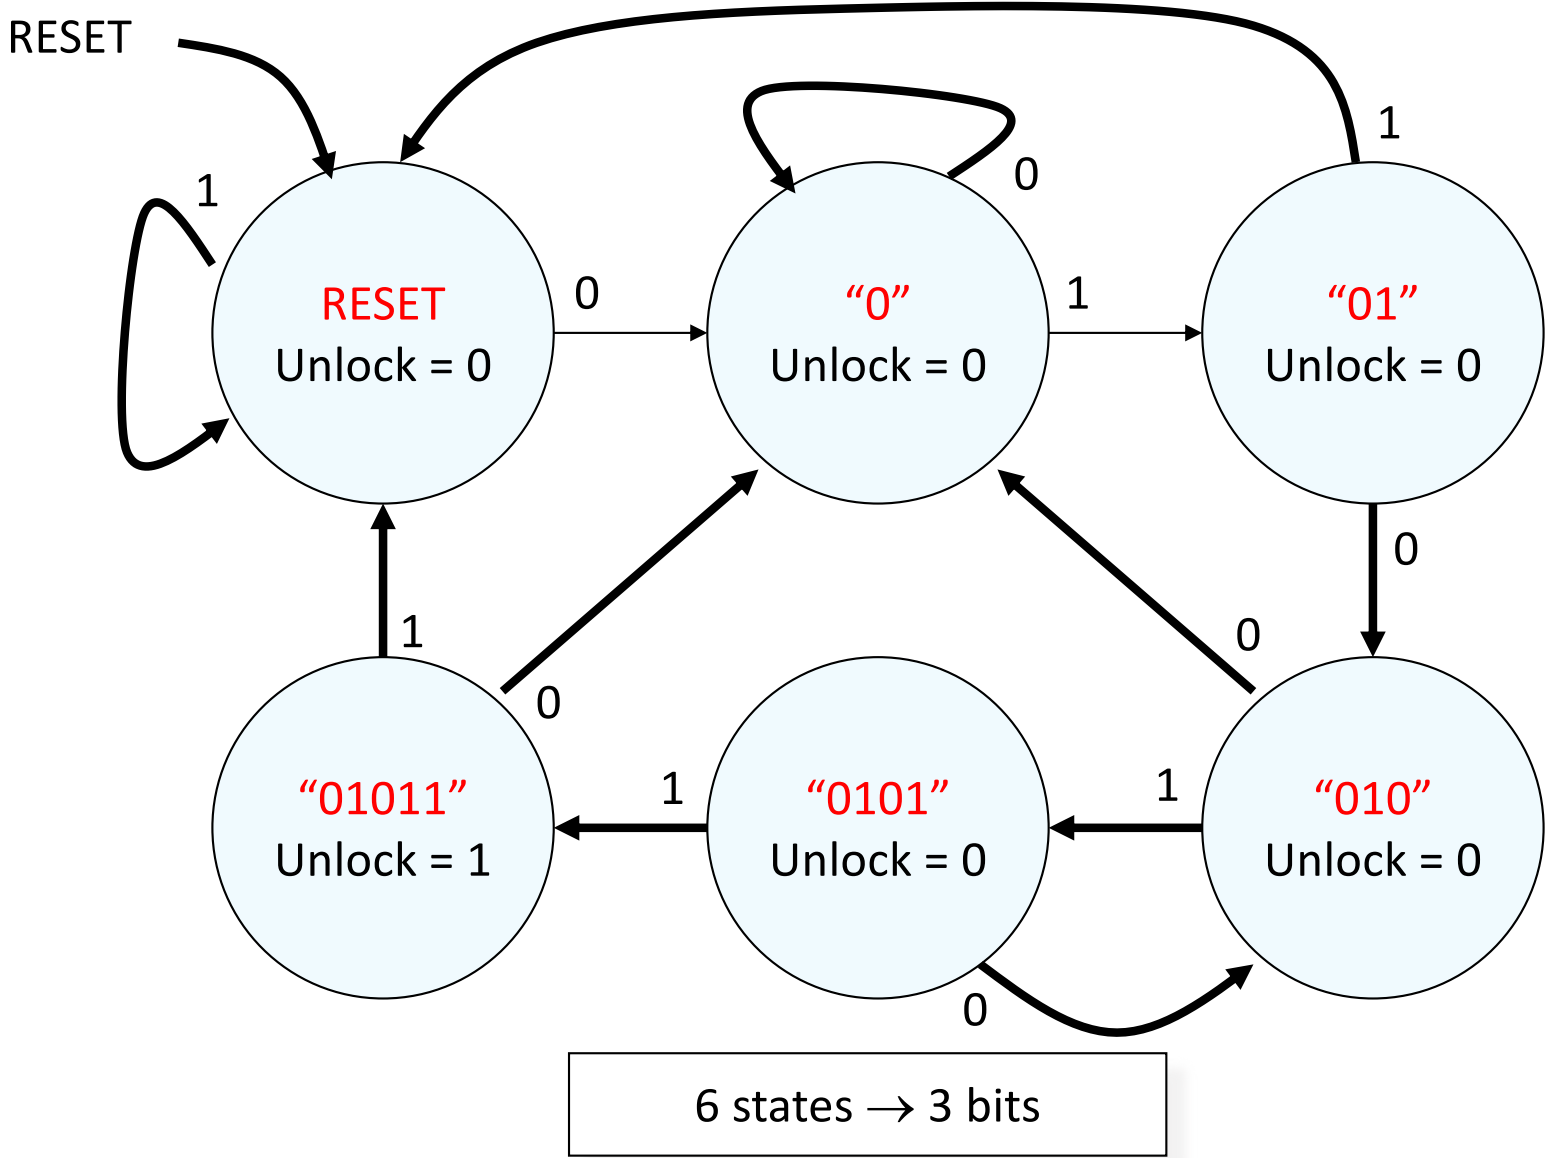 RESET
1
0
1
RESET
Unlock = 0
0
“0”
Unlock = 0
1
“01”
Unlock = 0
0
1
0
0
“01011”
Unlock = 1
1
“0101”
Unlock = 0
1
“010”
Unlock = 0
0
6 states → 3 bits